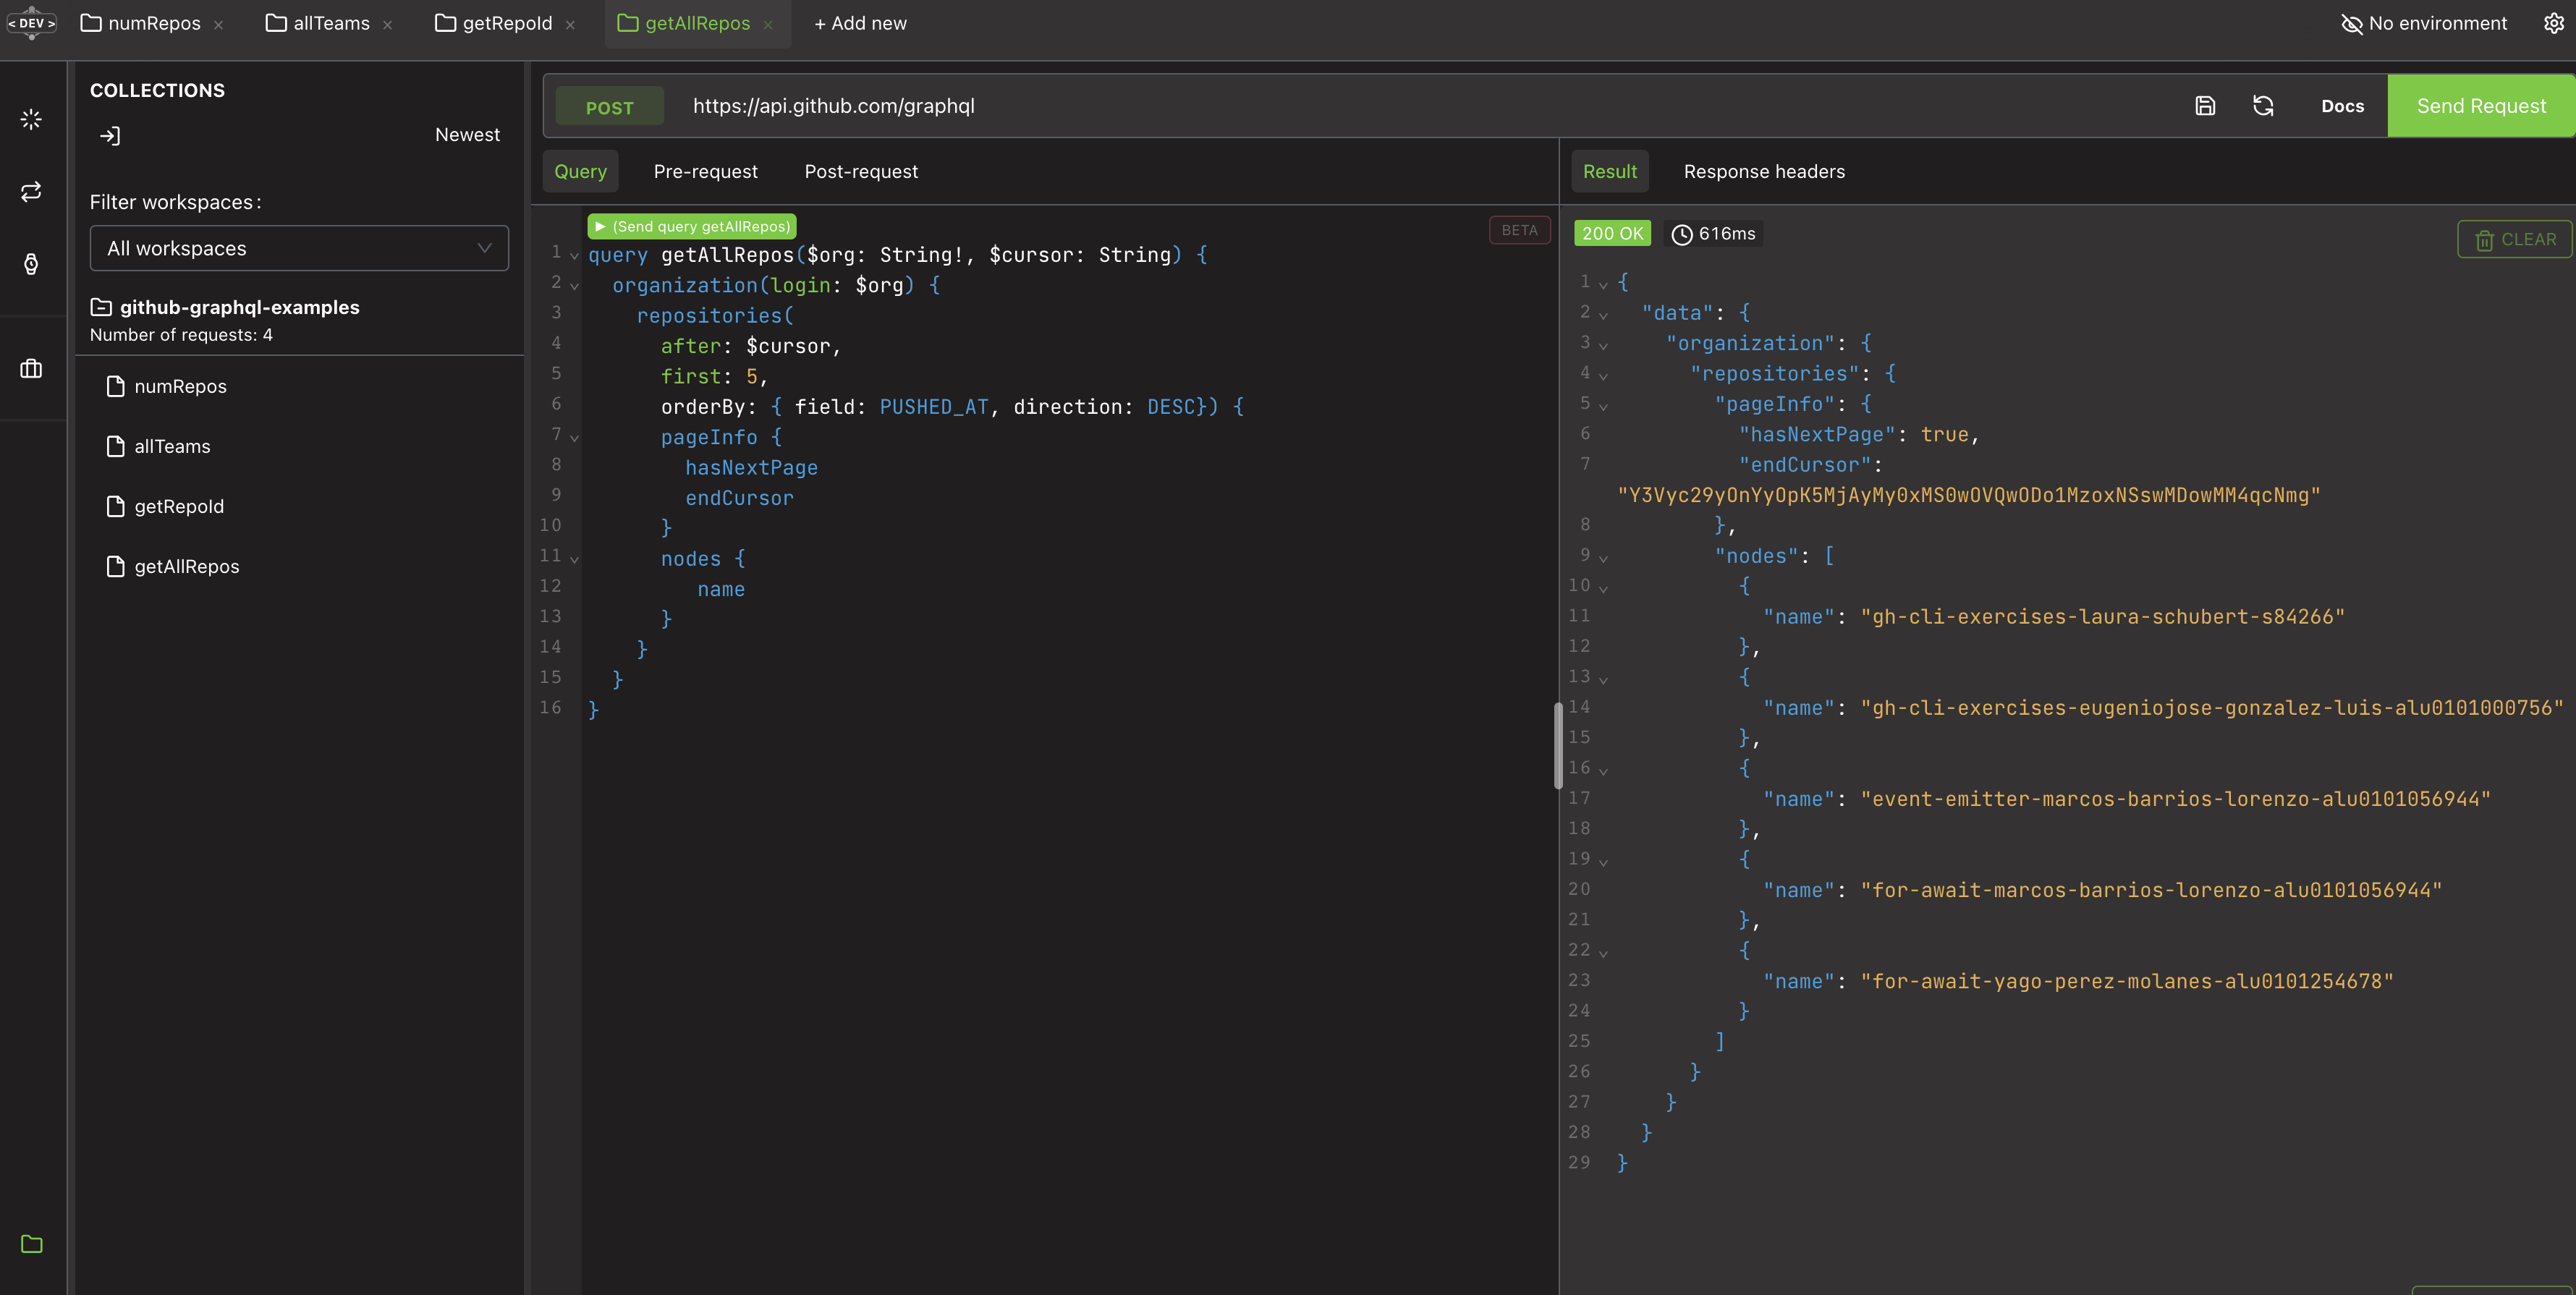 < DEV >
numRepos ×
allTeams ×
getRepoId ×
getAllRepos ×
+ Add new
No environment
COLLECTIONS
Newest
Filter workspaces:
All workspaces
github-graphql-examples
Number of requests: 4
numRepos
allTeams
getRepoId
getAllRepos
POST
https://api.github.com/graphql
Docs
Send Request
Query
Pre-request
Post-request
(Send query getAllRepos)
BETA
1 query getAllRepos($org: String!, $cursor: String) {
2 organization(login: $org) {
3 repositories(
4 after: $cursor,
5 first: 5,
6 orderBy: { field: PUSHED_AT, direction: DESC}) {
7 pageInfo {
8 hasNextPage
9 endCursor
10 }
11 nodes {
12 name
13 }
14 }
15 }
16 }
Result
Response headers
200 OK
616ms
CLEAR
1 {
2 "data": {
3 "organization": {
4 "repositories": {
5 "pageInfo": {
6 "hasNextPage": true,
7 "endCursor":
"Y3Vyc29yOnYyOpK5MjAyMy0xMS0wOVQwODo1MzoxNSswMDowMM4qcNmg"
8 },
9 "nodes": [
10 {
11 "name": "gh-cli-exercises-laura-schubert-s84266"
12 },
13 {
14 "name": "gh-cli-exercises-eugeniojose-gonzalez-luis-alu0101000756"
15 },
16 {
17 "name": "event-emitter-marcos-barrios-lorenzo-alu0101056944"
18 },
19 {
20 "name": "for-await-marcos-barrios-lorenzo-alu0101056944"
21 },
22 {
23 "name": "for-await-yago-perez-molanes-alu0101254678"
24 }
25 ]
26 }
27 }
28 }
29 }